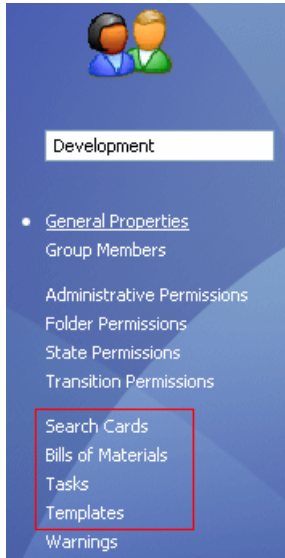 Development
General Properties
Group Members
Administrative Permissions
Folder Permissions
State Permissions
Transition Permissions
Search Cards
Bills of Materials
Tasks
Templates
Warnings